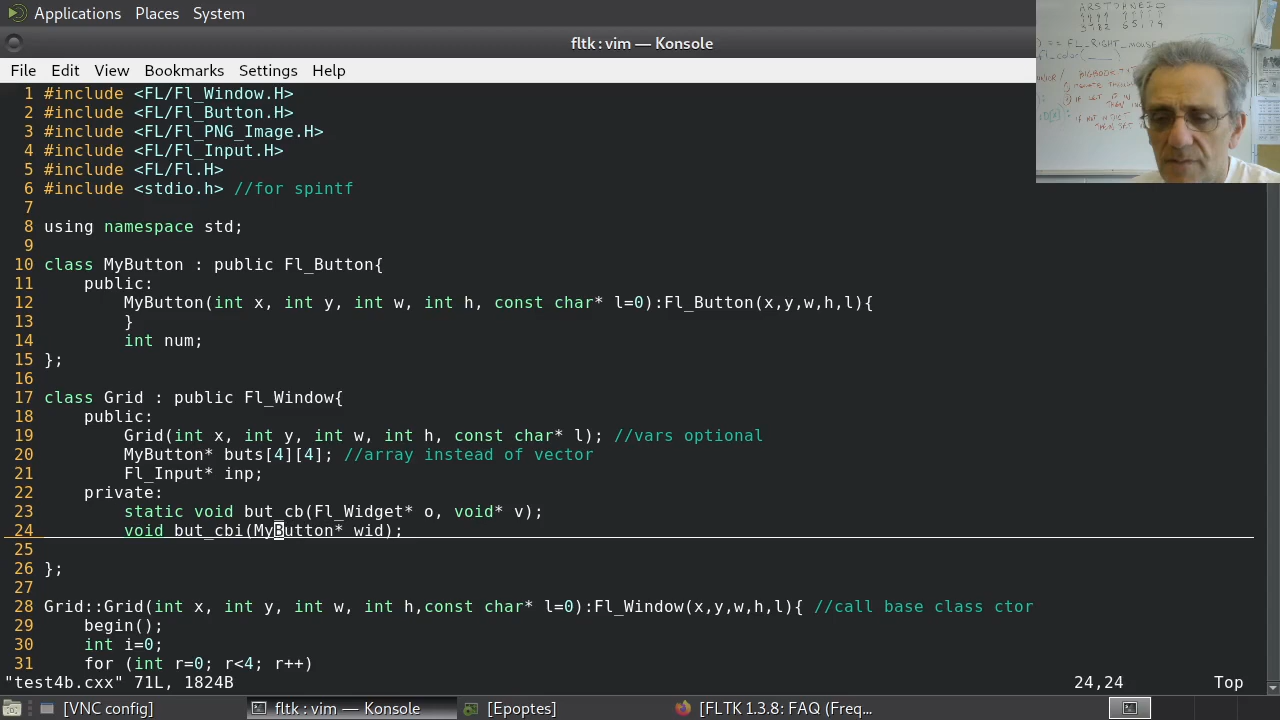 Applications Places System
fltk : vim — Konsole
File Edit View Bookmarks Settings Help
1 #include <FL/Fl_Window.H>
2 #include <FL/Fl_Button.H>
3 #include <FL/Fl_PNG_Image.H>
4 #include <FL/Fl_Input.H>
5 #include <FL/Fl.H>
6 #include <stdio.h> //for spintf
7
8 using namespace std;
9
10 class MyButton : public Fl_Button{
11 public:
12 MyButton(int x, int y, int w, int h, const char* l=0):Fl_Button(x,y,w,h,l){
13 }
14 int num;
15 };
16
17 class Grid : public Fl_Window{
18 public:
19 Grid(int x, int y, int w, int h, const char* l); //vars optional
20 MyButton* buts[4][4]; //array instead of vector
21 Fl_Input* inp;
22 private:
23 static void but_cb(Fl_Widget* o, void* v);
24 void but_cbi(MyButton* wid);
25
26 };
27
28 Grid::Grid(int x, int y, int w, int h,const char* l=0):Fl_Window(x,y,w,h,l){ //call base class ctor
29 begin();
30 int i=0;
31 for (int r=0; r<4; r++)
"test4b.cxx" 71L, 1824B 24,24 Top
[VNC config] fltk : vim — Konsole [Epoptes] [FLTK 1.3.8: FAQ (Freq...